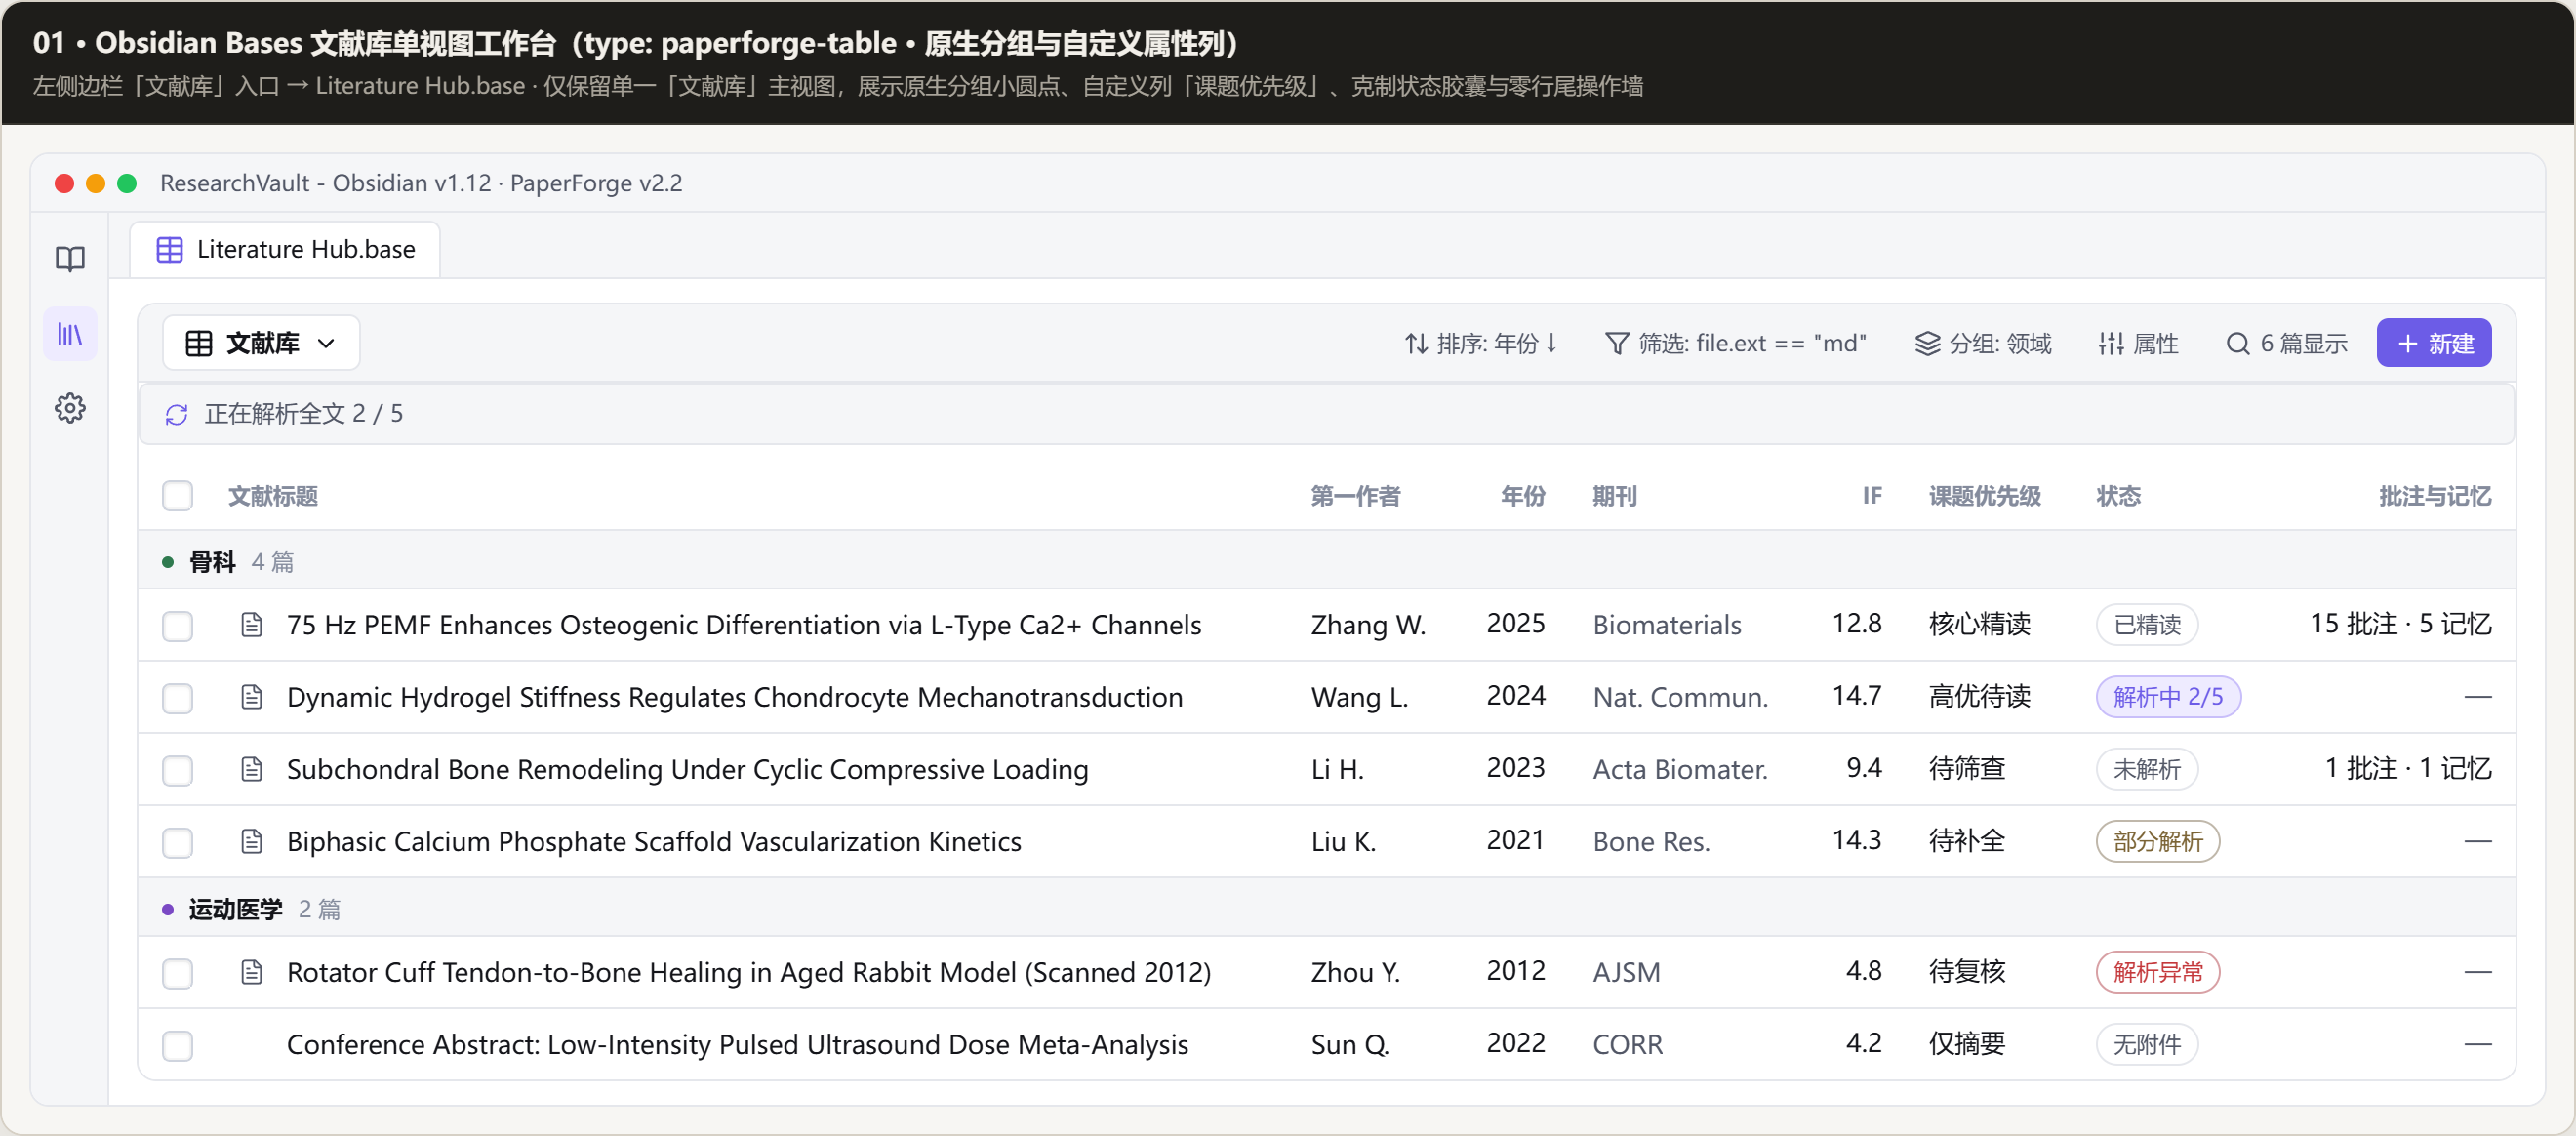 01 • Obsidian Bases 文献库单视图工作台（type: paperforge-table • 原生分组与自定义属性列）
左侧边栏「文献库」入口 → Literature Hub.base · 仅保留单一「文献库」主视图，展示原生分组小圆点、自定义列「课题优先级」、克制状态胶囊与零行尾操作墙
ResearchVault - Obsidian v1.12 · PaperForge v2.2
Literature Hub.base
文献库 排序: 年份↓ 筛选: file.ext == "md" 分组: 领域 属性 6 篇显示 + 新建
正在解析全文 2 / 5
文献标题 第一作者 年份 期刊 IF 课题优先级 状态 批注与记忆
骨科 4 篇
75 Hz PEMF Enhances Osteogenic Differentiation via L-Type Ca2+ Channels Zhang W. 2025 Biomaterials 12.8 核心精读 已精读 15 批注 · 5 记忆
Dynamic Hydrogel Stiffness Regulates Chondrocyte Mechanotransduction Wang L. 2024 Nat. Commun. 14.7 高优待读 解析中 2/5 —
Subchondral Bone Remodeling Under Cyclic Compressive Loading Li H. 2023 Acta Biomater. 9.4 待筛查 未解析 1 批注 · 1 记忆
Biphasic Calcium Phosphate Scaffold Vascularization Kinetics Liu K. 2021 Bone Res. 14.3 待补全 部分解析 —
运动医学 2 篇
Rotator Cuff Tendon-to-Bone Healing in Aged Rabbit Model (Scanned 2012) Zhou Y. 2012 AJSM 4.8 待复核 解析异常 —
Conference Abstract: Low-Intensity Pulsed Ultrasound Dose Meta-Analysis Sun Q. 2022 CORR 4.2 仅摘要 无附件 —